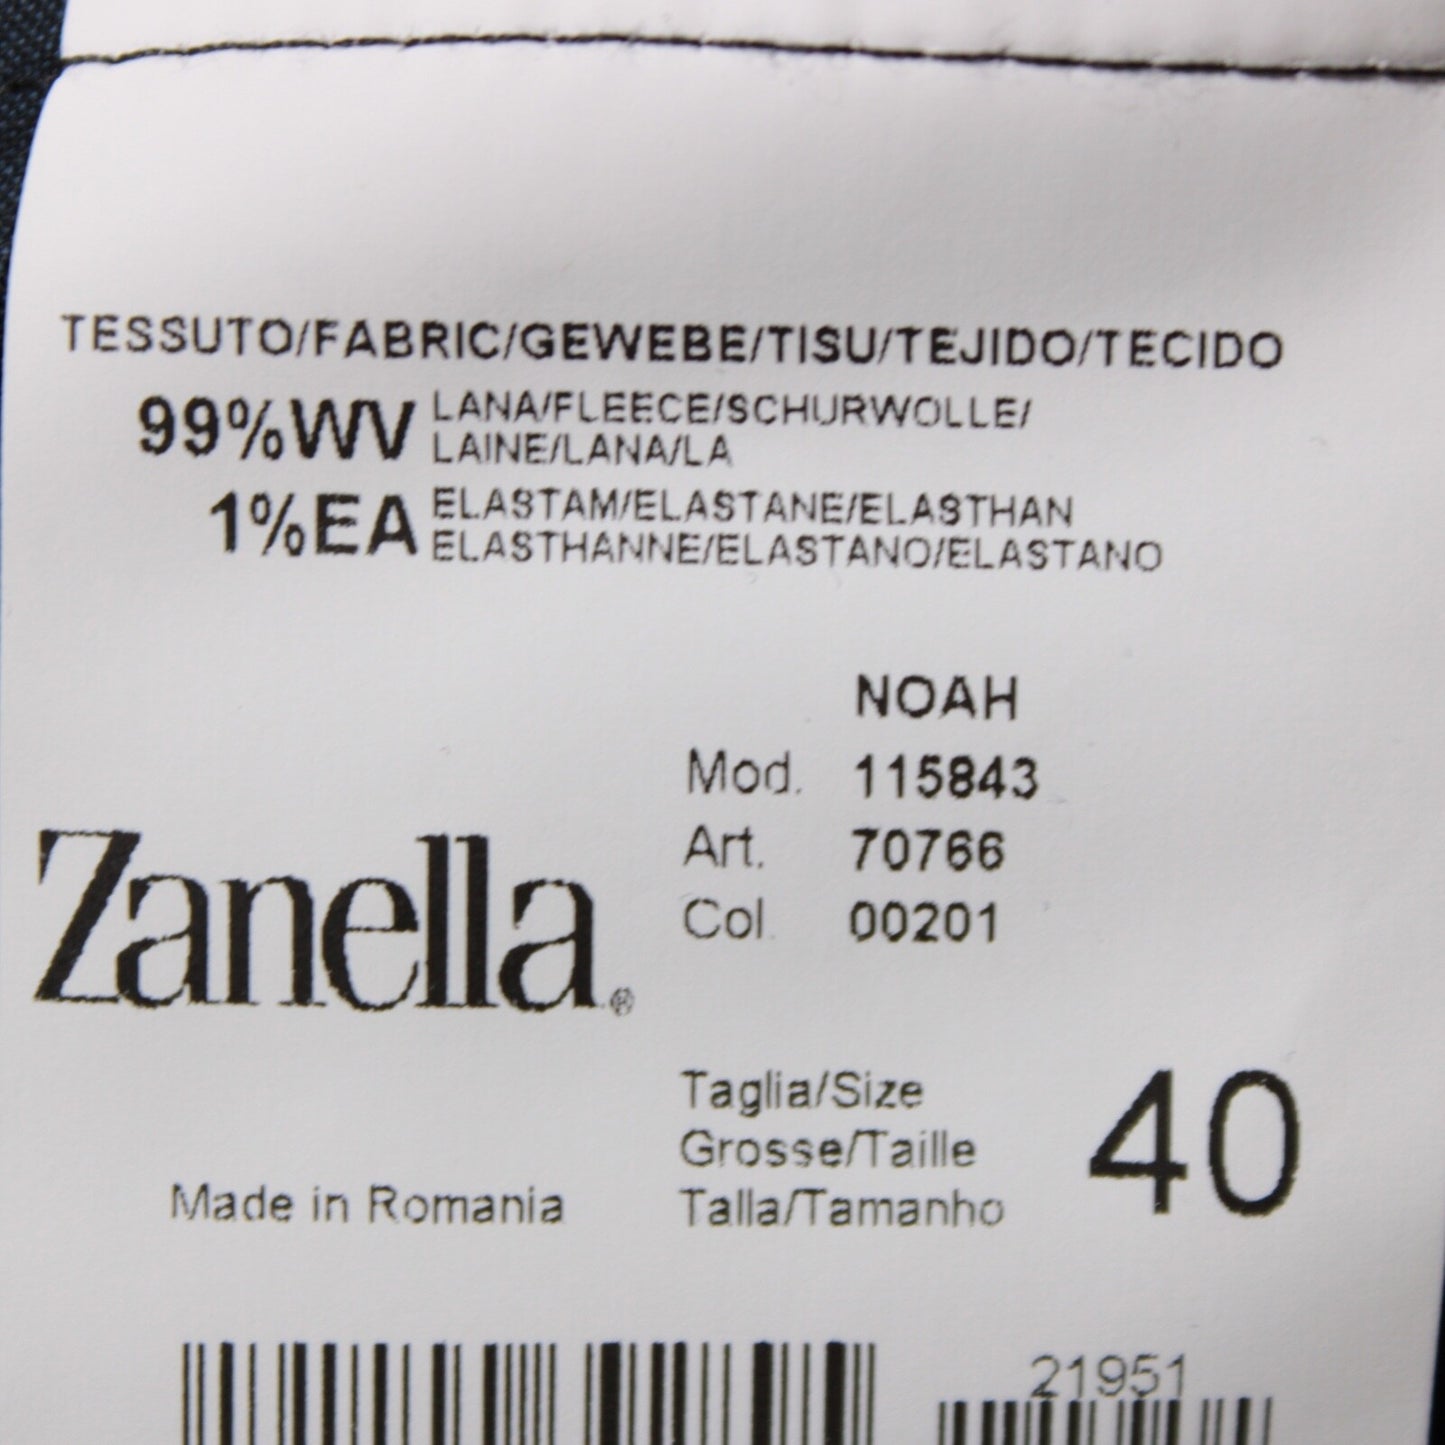 TESSUTO/FABRIC/GEWEBE/TISU/TEJIDO/TECIDO
99%WV LANA/FLEECE/SCHURWOLLE/
LAINE/LANA/LA
1%EA ELASTAM/ELASTANE/ELASTHAN
ELASTHANNE/ELASTANO/ELASTANO
NOAH
Mod. 115843
Art. 70766
Col. 00201
Zanella®
Taglia/Size
Grosse/Taille
Talla/Tamanho
40
Made in Romania
21951